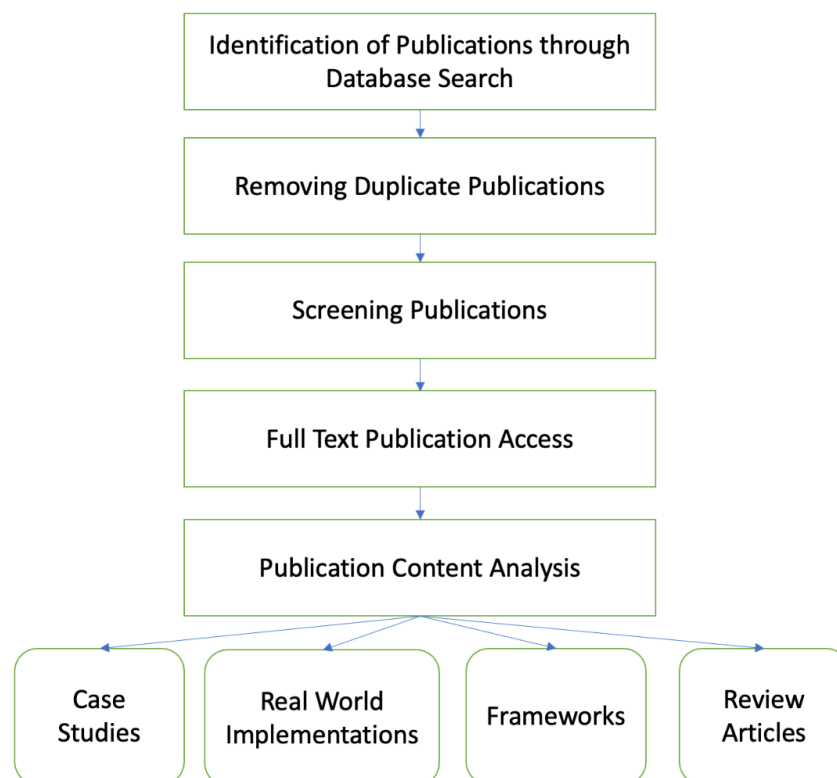 Identification of Publications through
Database Search
Removing Duplicate Publications
Screening Publications
Full Text Publication Access
Publication Content Analysis
Case
Studies
Real World
Implementations
Frameworks
Review
Articles